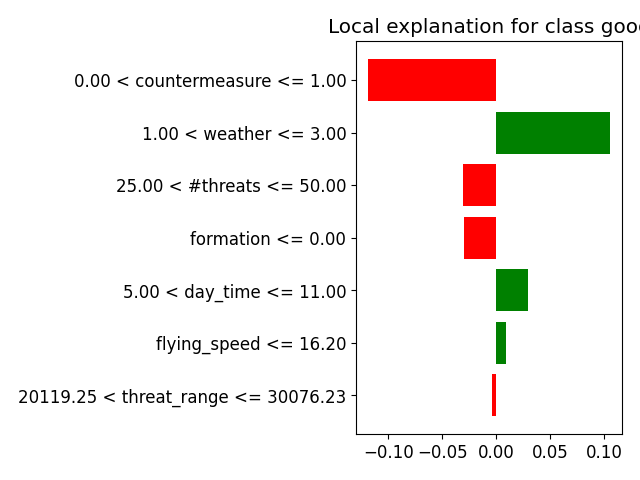 Local explanation for class good
0.00 < countermeasure <= 1.00
1.00 < weather <= 3.00
25.00 < #threats <= 50.00
formation <= 0.00
5.00 < day_time <= 11.00
flying_speed <= 16.20
20119.25 < threat_range <= 30076.23
−0.10 −0.05 0.00 0.05 0.10